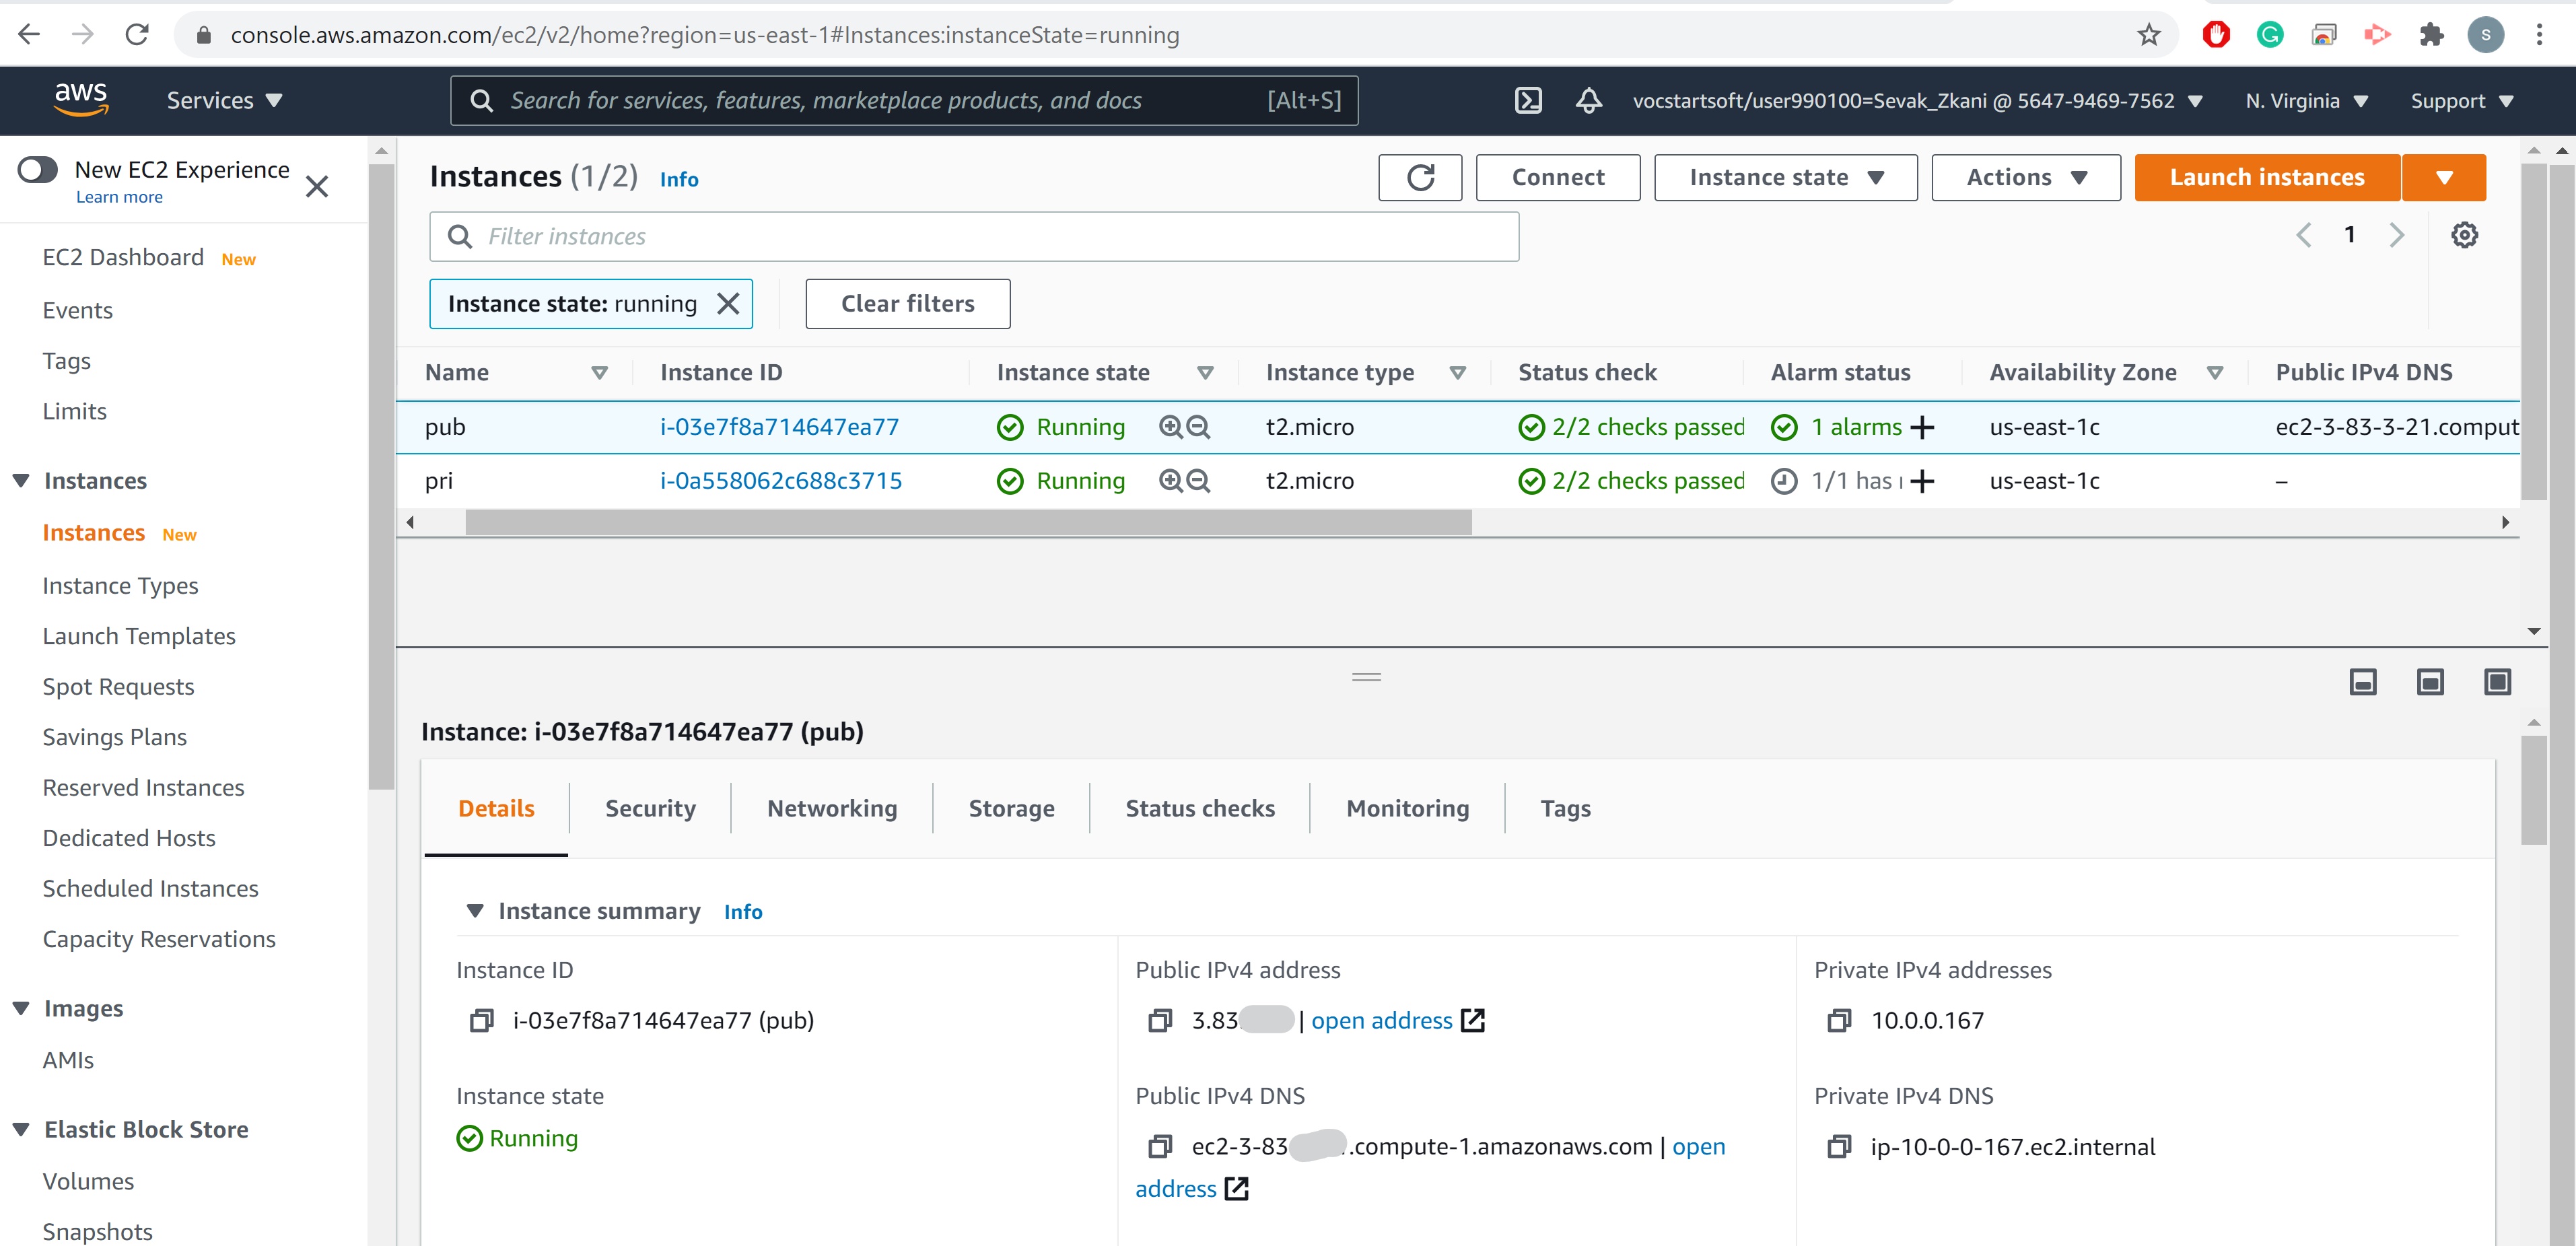 console.aws.amazon.com/ec2/v2/home?region=us-east-1#Instances:instanceState=running
S
aws
Services
Search for services, features, marketplace products, and docs [Alt+S]
vocstartsoft/user990100=Sevak_Zkani @ 5647-9469-7562
N. Virginia
Support
New EC2 Experience
Learn more
EC2 Dashboard New
Events
Tags
Limits
Instances
Instances New
Instance Types
Launch Templates
Spot Requests
Savings Plans
Reserved Instances
Dedicated Hosts
Scheduled Instances
Capacity Reservations
Images
AMIs
Elastic Block Store
Volumes
Snapshots
Instances (1/2) Info
Connect
Instance state
Actions
Launch instances
Filter instances
1
Instance state: running
Clear filters
Name Instance ID Instance state Instance type Status check Alarm status Availability Zone Public IPv4 DNS
pub i-03e7f8a714647ea77 Running t2.micro 2/2 checks passed 1 alarms + us-east-1c ec2-3-83-3-21.comput
pri i-0a558062c688c3715 Running t2.micro 2/2 checks passed 1/1 has + us-east-1c –
Instance: i-03e7f8a714647ea77 (pub)
Details Security Networking Storage Status checks Monitoring Tags
Instance summary Info
Instance ID
i-03e7f8a714647ea77 (pub)
Instance state
Running
Public IPv4 address
3.83 | open address
Public IPv4 DNS
ec2-3-83 .compute-1.amazonaws.com | open
address
Private IPv4 addresses
10.0.0.167
Private IPv4 DNS
ip-10-0-0-167.ec2.internal